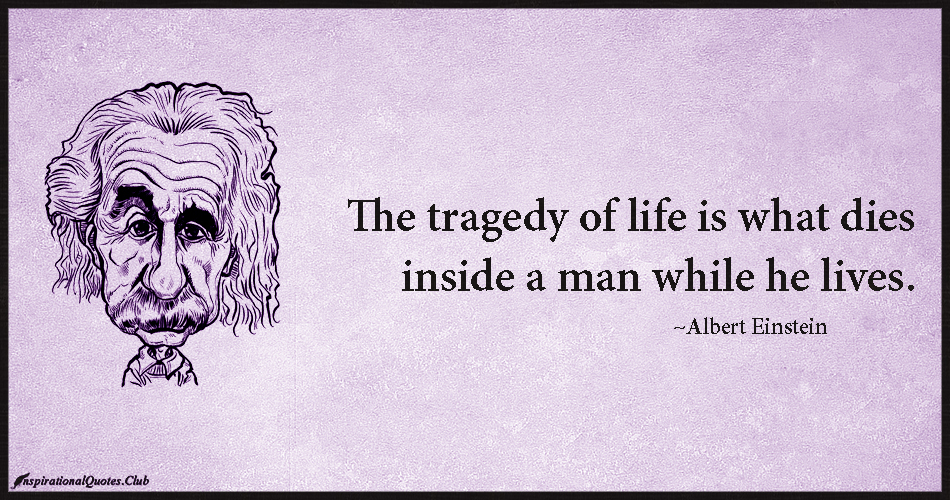 The tragedy of life is what dies
inside a man while he lives.
~Albert Einstein
InspirationalQuotes.Club